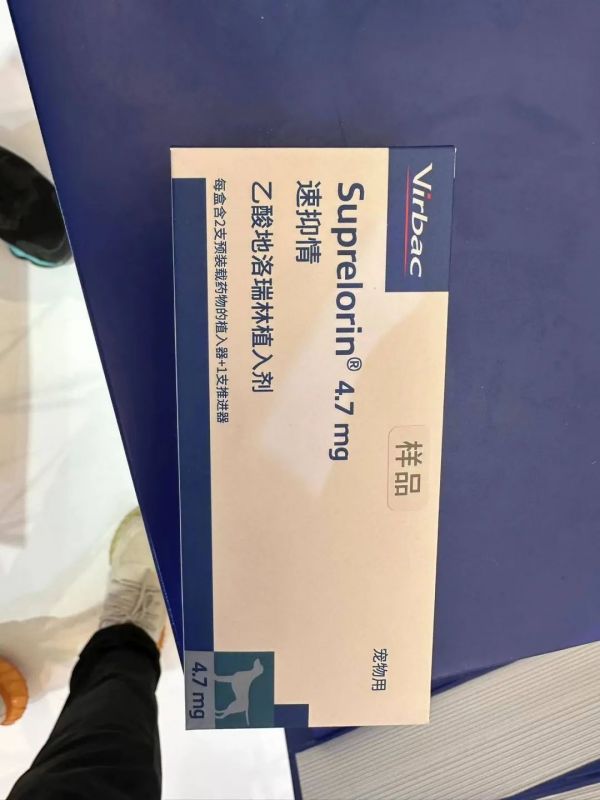 Virbac
Suprelorin® 4.7 mg
速抑情
乙酸地洛瑞林植入剂
每盒含2支预装载药物的植入器+1支推进器
样品
宠物用
4.7 mg